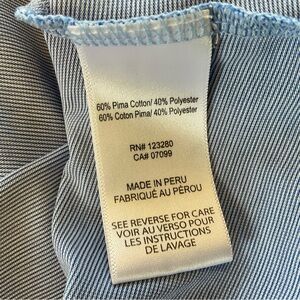 60% Pima Cotton/ 40% Polyester
60% Coton Pima/ 40% Polyester
RN# 123280
CA# 07099
MADE IN PERU
FABRIQUÉ AU PÉROU
SEE REVERSE FOR CARE
VOIR AU VERSO POUR
LES INSTRUCTIONS
DE LAVAGE